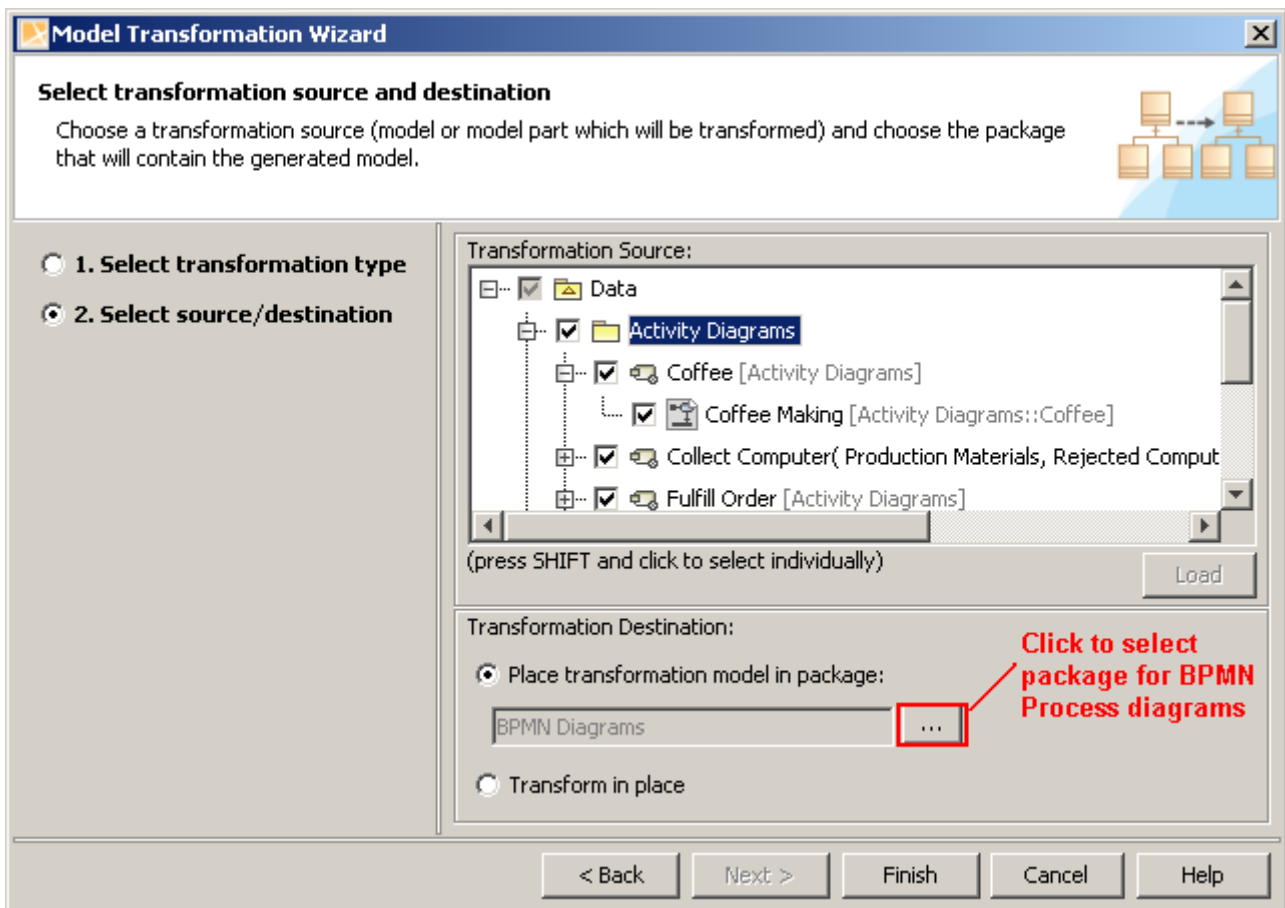 Model Transformation Wizard
Select transformation source and destination
Choose a transformation source (model or model part which will be transformed) and choose the package
that will contain the generated model.
1. Select transformation type
2. Select source/destination
Transformation Source:
Data
Activity Diagrams
Coffee [Activity Diagrams]
Coffee Making [Activity Diagrams::Coffee]
Collect Computer( Production Materials, Rejected Comput
Fulfill Order [Activity Diagrams]
(press SHIFT and click to select individually)
Load
Transformation Destination:
Place transformation model in package:
BPMN Diagrams
...
Click to select
package for BPMN
Process diagrams
Transform in place
< Back
Next >
Finish
Cancel
Help